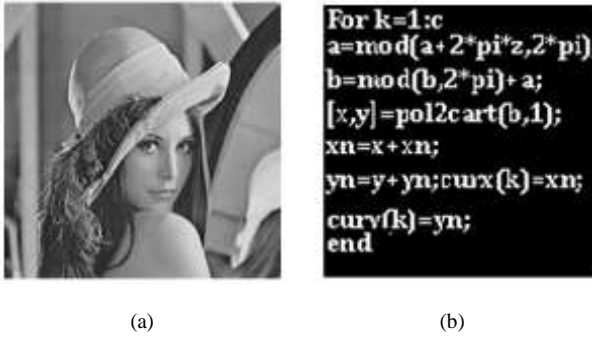 For k=1:c
a=mod(a+2*pi*z,2*pi)
b=mod(b,2*pi)+a;
[x,y]=pol2cart(b,1);
xn=x+xn;
yn=y+yn;curx(k)=xn;
cury(k)=yn;
end
(a) (b)